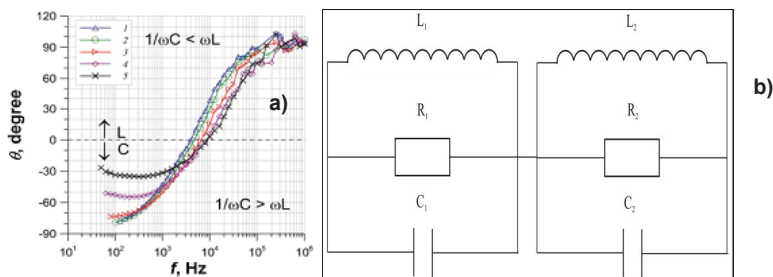 120
90
60
30
0
-30
-60
-90
θ, degree
1
2
3
4
5
1/ωC < ωL
a)
L
C
1/ωC > ωL
10¹ 10² 10³ 10⁴ 10⁵ 10⁶
f, Hz
L₁ L₂
b)
R₁ R₂
C₁ C₂